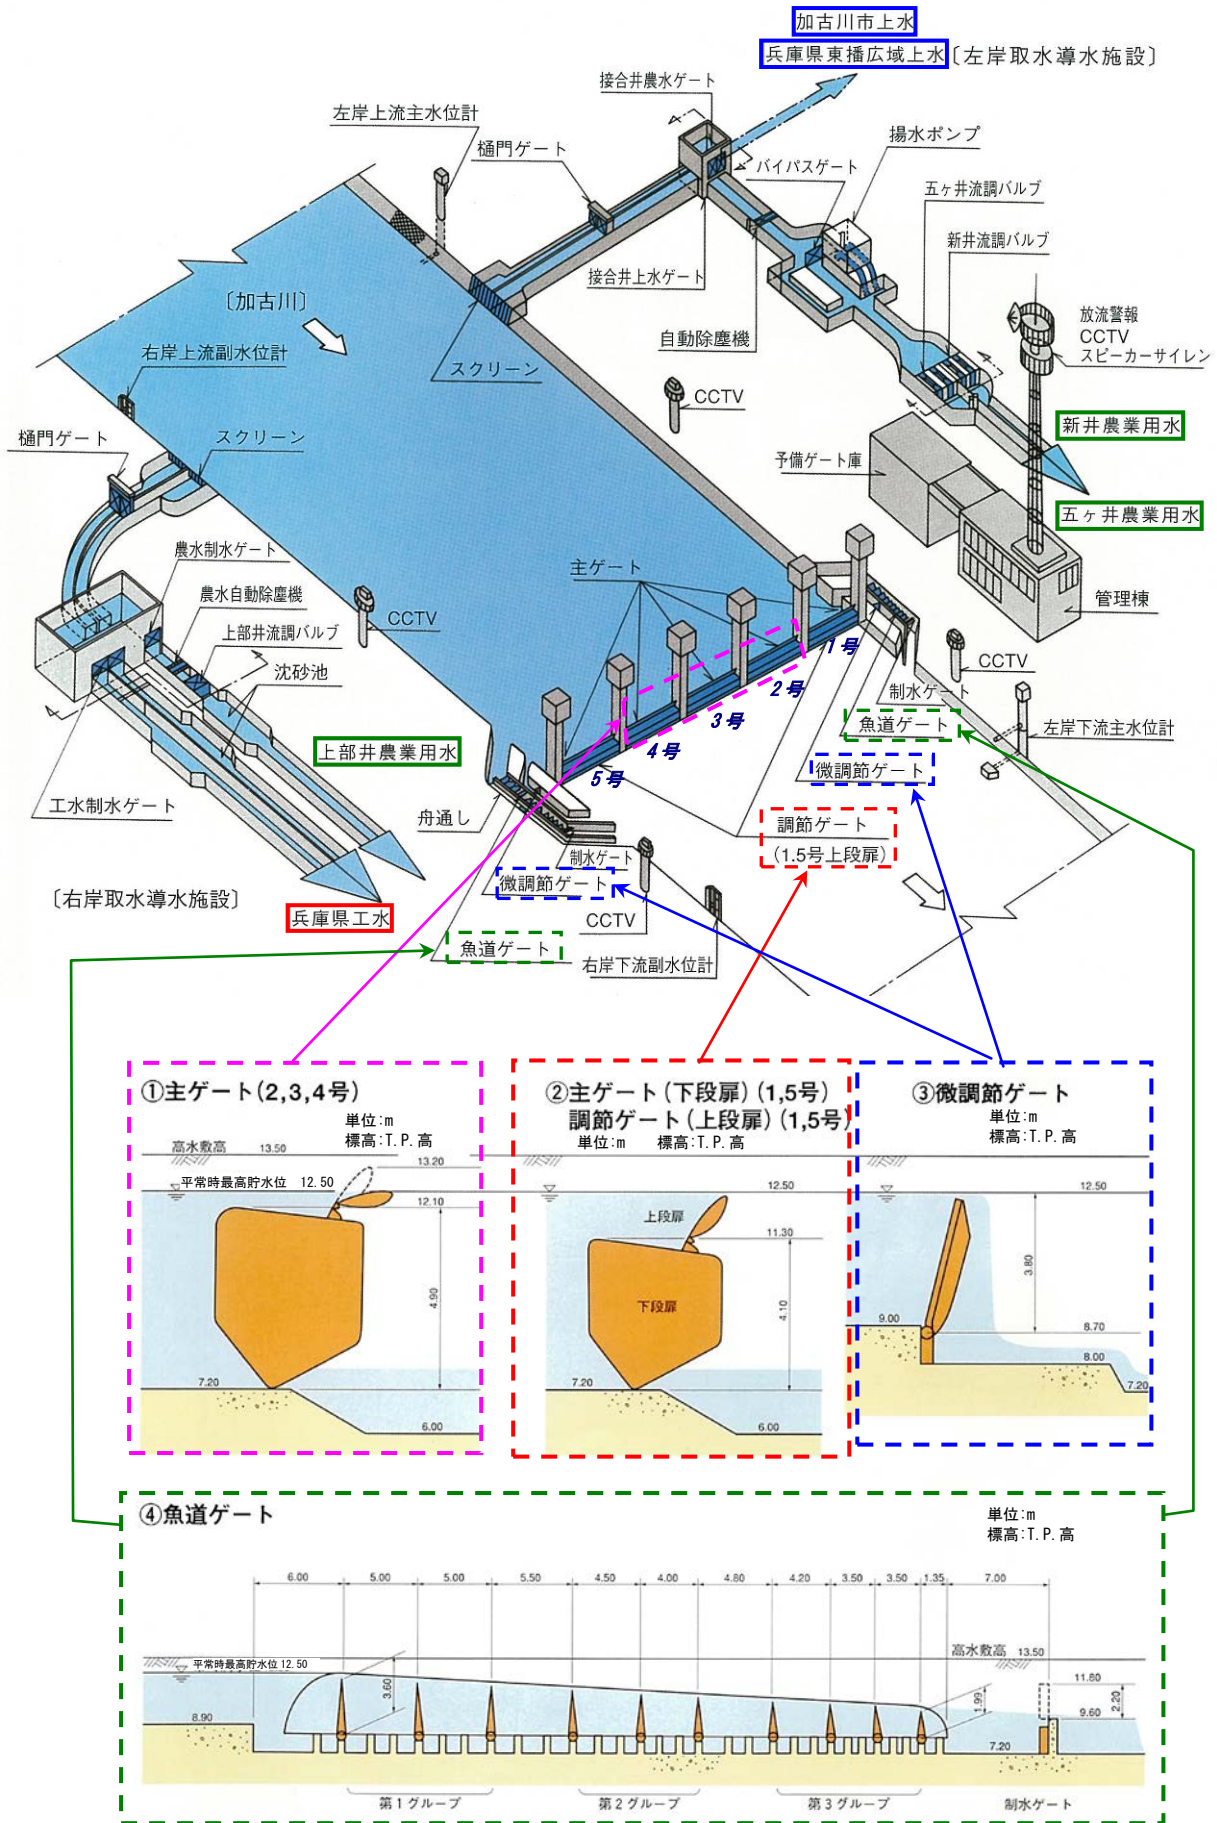 加古川市上水
兵庫県東播広域上水
〔左岸取水導水施設〕
接合井農水ゲート
左岸上流主水位計
樋門ゲート
揚水ポンプ
バイパスゲート
五ヶ井流調バルブ
新井流調バルブ
接合井上水ゲート
〔加古川〕
自動除塵機
放流警報
CCTV
スピーカーサイレン
右岸上流副水位計
スクリーン
CCTV
樋門ゲート
スクリーン
新井農業用水
予備ゲート庫
五ヶ井農業用水
農水制水ゲート
主ゲート
農水自動除塵機
CCTV
管理棟
上部井流調バルブ
1号
CCTV
沈砂池
2号
制水ゲート
3号
魚道ゲート
左岸下流主水位計
上部井農業用水
4号
微調節ゲート
5号
工水制水ゲート
舟通し
調節ゲート
(1.5号上段扉)
制水ゲート
微調節ゲート
〔右岸取水導水施設〕
兵庫県工水
CCTV
魚道ゲート
右岸下流副水位計
①主ゲート(2,3,4号)
単位:m
標高:T.P.高
高水敷高 13.50
13.20
平常時最高貯水位 12.50
12.10
4.90
7.20
6.00
②主ゲート(下段扉)(1,5号)
調節ゲート(上段扉)(1,5号)
単位:m 標高:T.P.高
12.50
上段扉
11.30
下段扉
4.10
7.20
6.00
③微調節ゲート
単位:m
標高:T.P.高
12.50
3.80
9.00
8.70
8.00
7.20
④魚道ゲート
単位:m
標高:T.P.高
6.00 5.00 5.00 5.50 4.50 4.00 4.80 4.20 3.50 3.50 1.35 7.00
高水敷高 13.50
平常時最高貯水位 12.50
3.60
11.80
1.99
2.20
8.90
9.60
7.20
第1グループ 第2グループ 第3グループ 制水ゲート